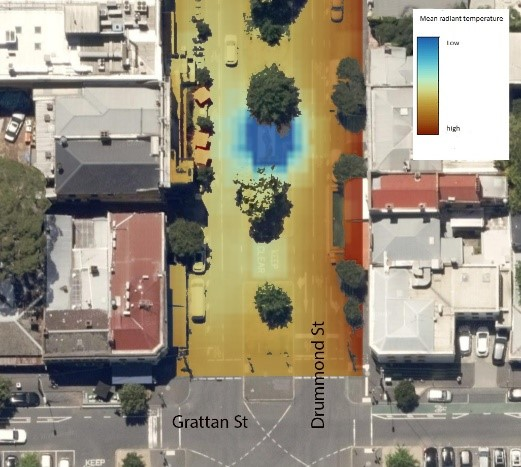 Mean radiant temperature
Low
high
Drummond St
Grattan St
KEEP